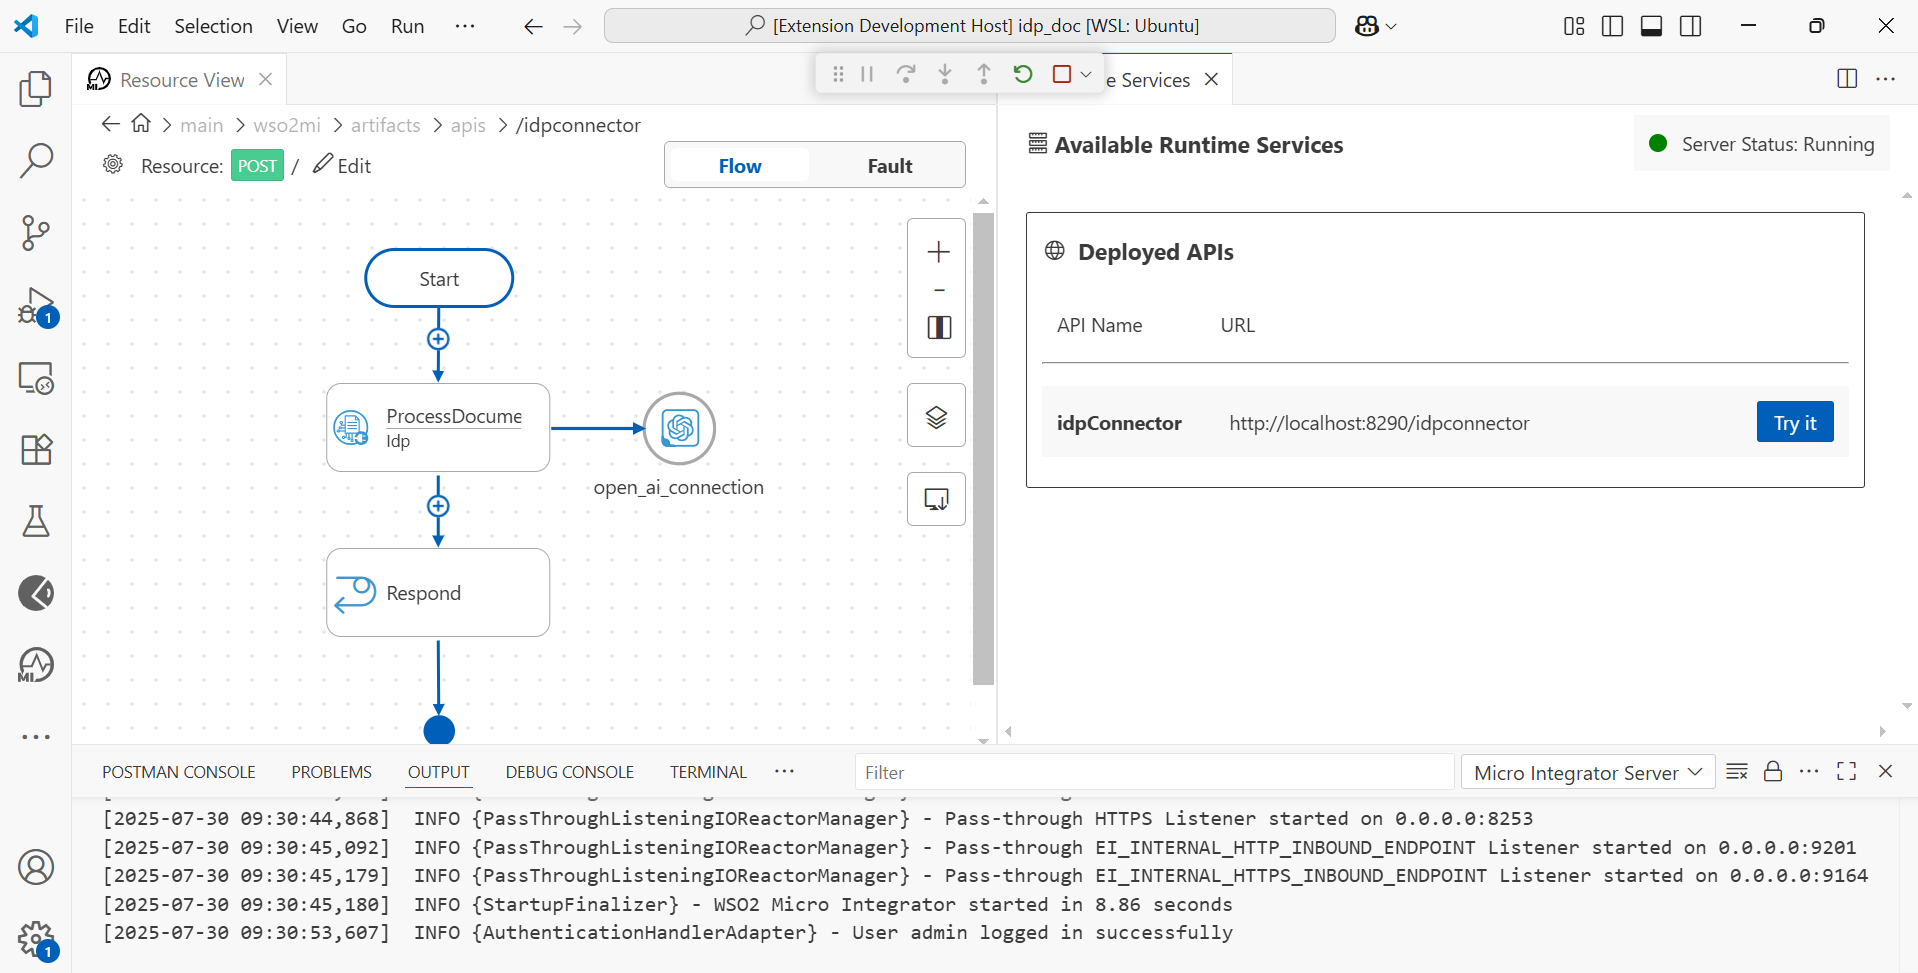 File Edit Selection View Go Run ···
[Extension Development Host] idp_doc [WSL: Ubuntu]
Resource View
e Services
main > wso2mi > artifacts > apis > /idpconnector
Resource: POST / Edit
Flow Fault
Start
ProcessDocume
Idp
open_ai_connection
Respond
Available Runtime Services
Server Status: Running
Deployed APIs
API Name URL
idpConnector http://localhost:8290/idpconnector Try it
1
MI
1
POSTMAN CONSOLE PROBLEMS OUTPUT DEBUG CONSOLE TERMINAL ··· Filter Micro Integrator Server
[2025-07-30 09:30:44,868] INFO {PassThroughListeningIOReactorManager} - Pass-through HTTPS Listener started on 0.0.0.0:8253
[2025-07-30 09:30:45,092] INFO {PassThroughListeningIOReactorManager} - Pass-through EI_INTERNAL_HTTP_INBOUND_ENDPOINT Listener started on 0.0.0.0:9201
[2025-07-30 09:30:45,179] INFO {PassThroughListeningIOReactorManager} - Pass-through EI_INTERNAL_HTTPS_INBOUND_ENDPOINT Listener started on 0.0.0.0:9164
[2025-07-30 09:30:45,180] INFO {StartupFinalizer} - WSO2 Micro Integrator started in 8.86 seconds
[2025-07-30 09:30:53,607] INFO {AuthenticationHandlerAdapter} - User admin logged in successfully